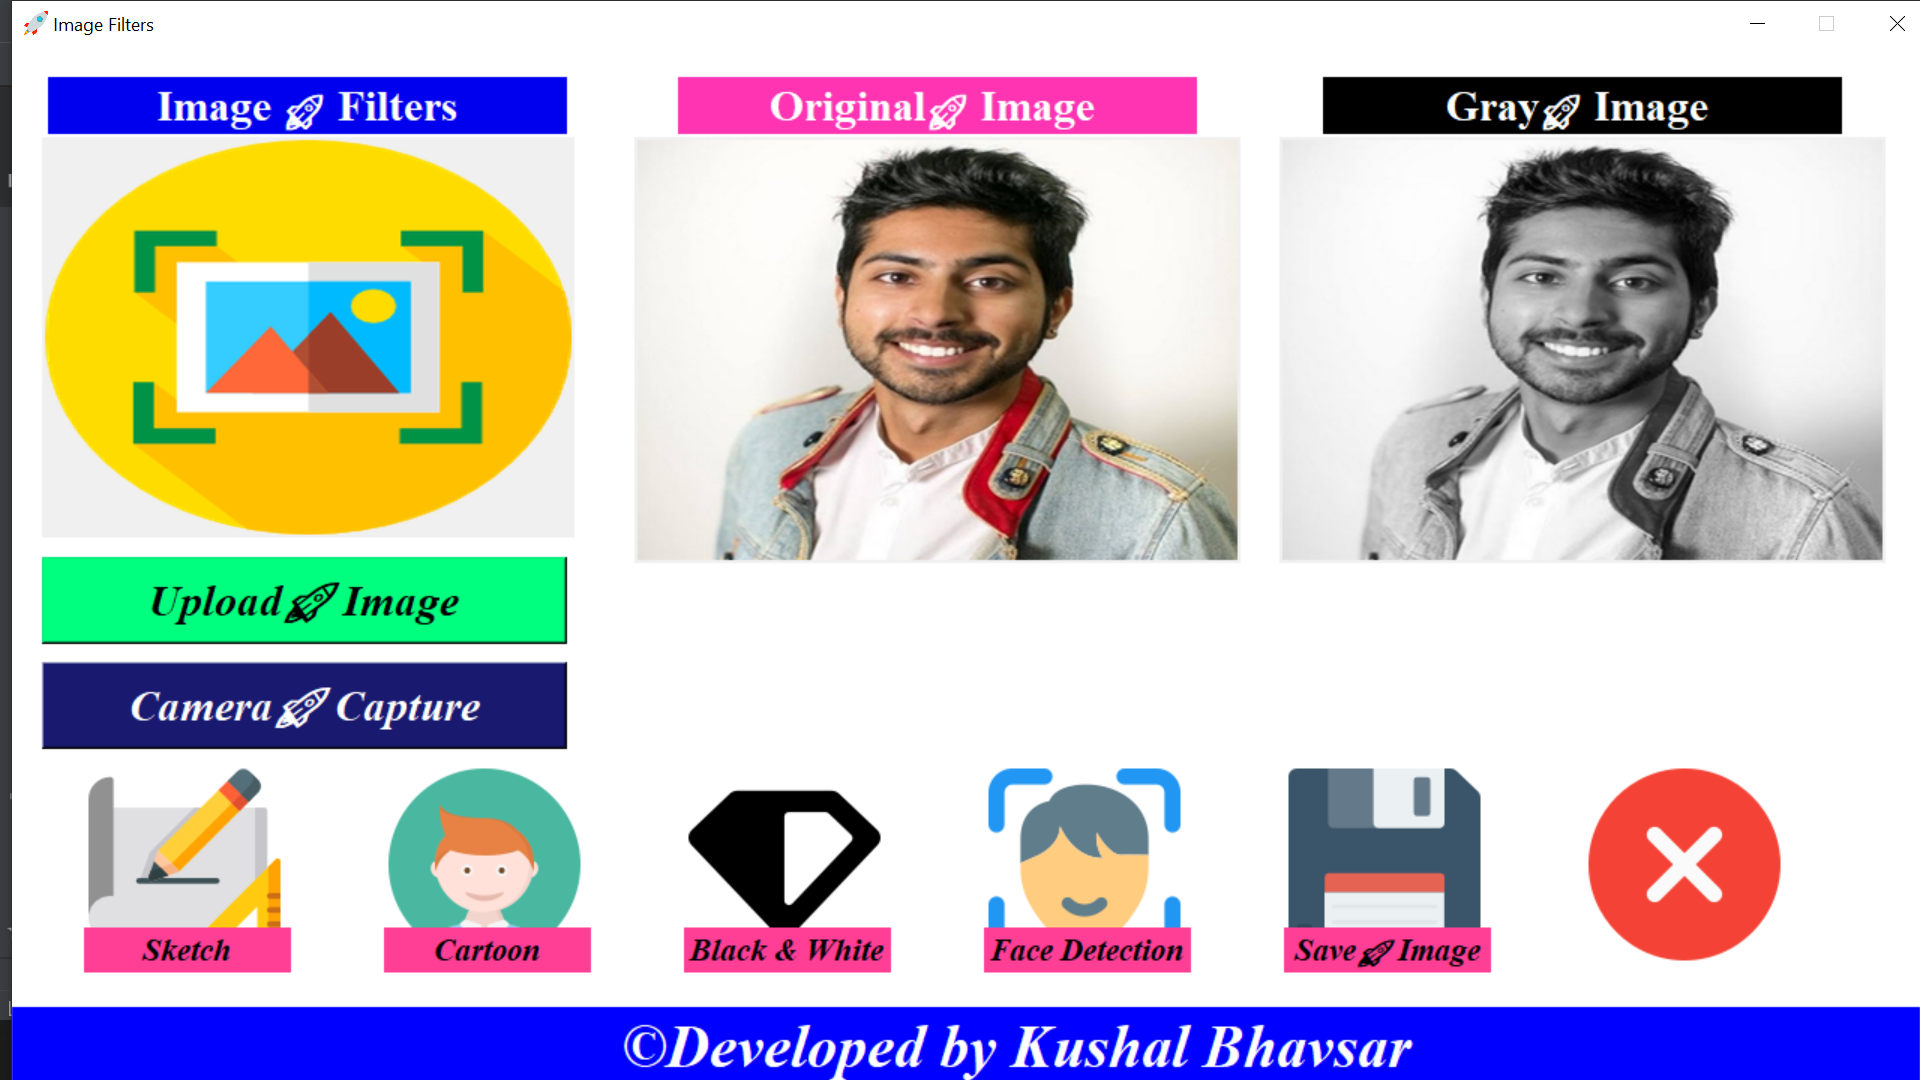 Image Filters
Image 🚀 Filters
Original🚀 Image
Gray🚀 Image
Upload🚀Image
Camera🚀Capture
Sketch
Cartoon
Black & White
Face Detection
Save🚀Image
©Developed by Kushal Bhavsar